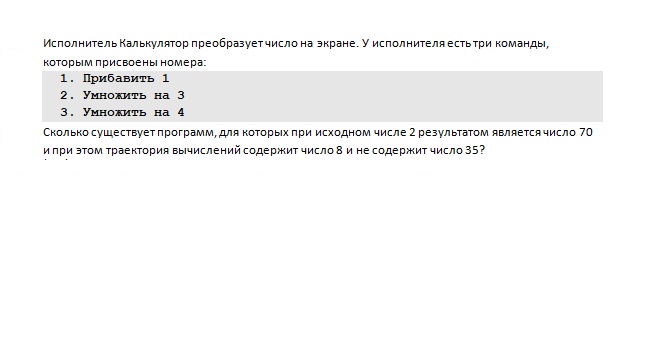 Исполнитель Калькулятор преобразует число на экране. У исполнителя есть три команды,
которым присвоены номера:
1. Прибавить 1
2. Умножить на 3
3. Умножить на 4
Сколько существует программ, для которых при исходном числе 2 результатом является число 70
и при этом траектория вычислений содержит число 8 и не содержит число 35?